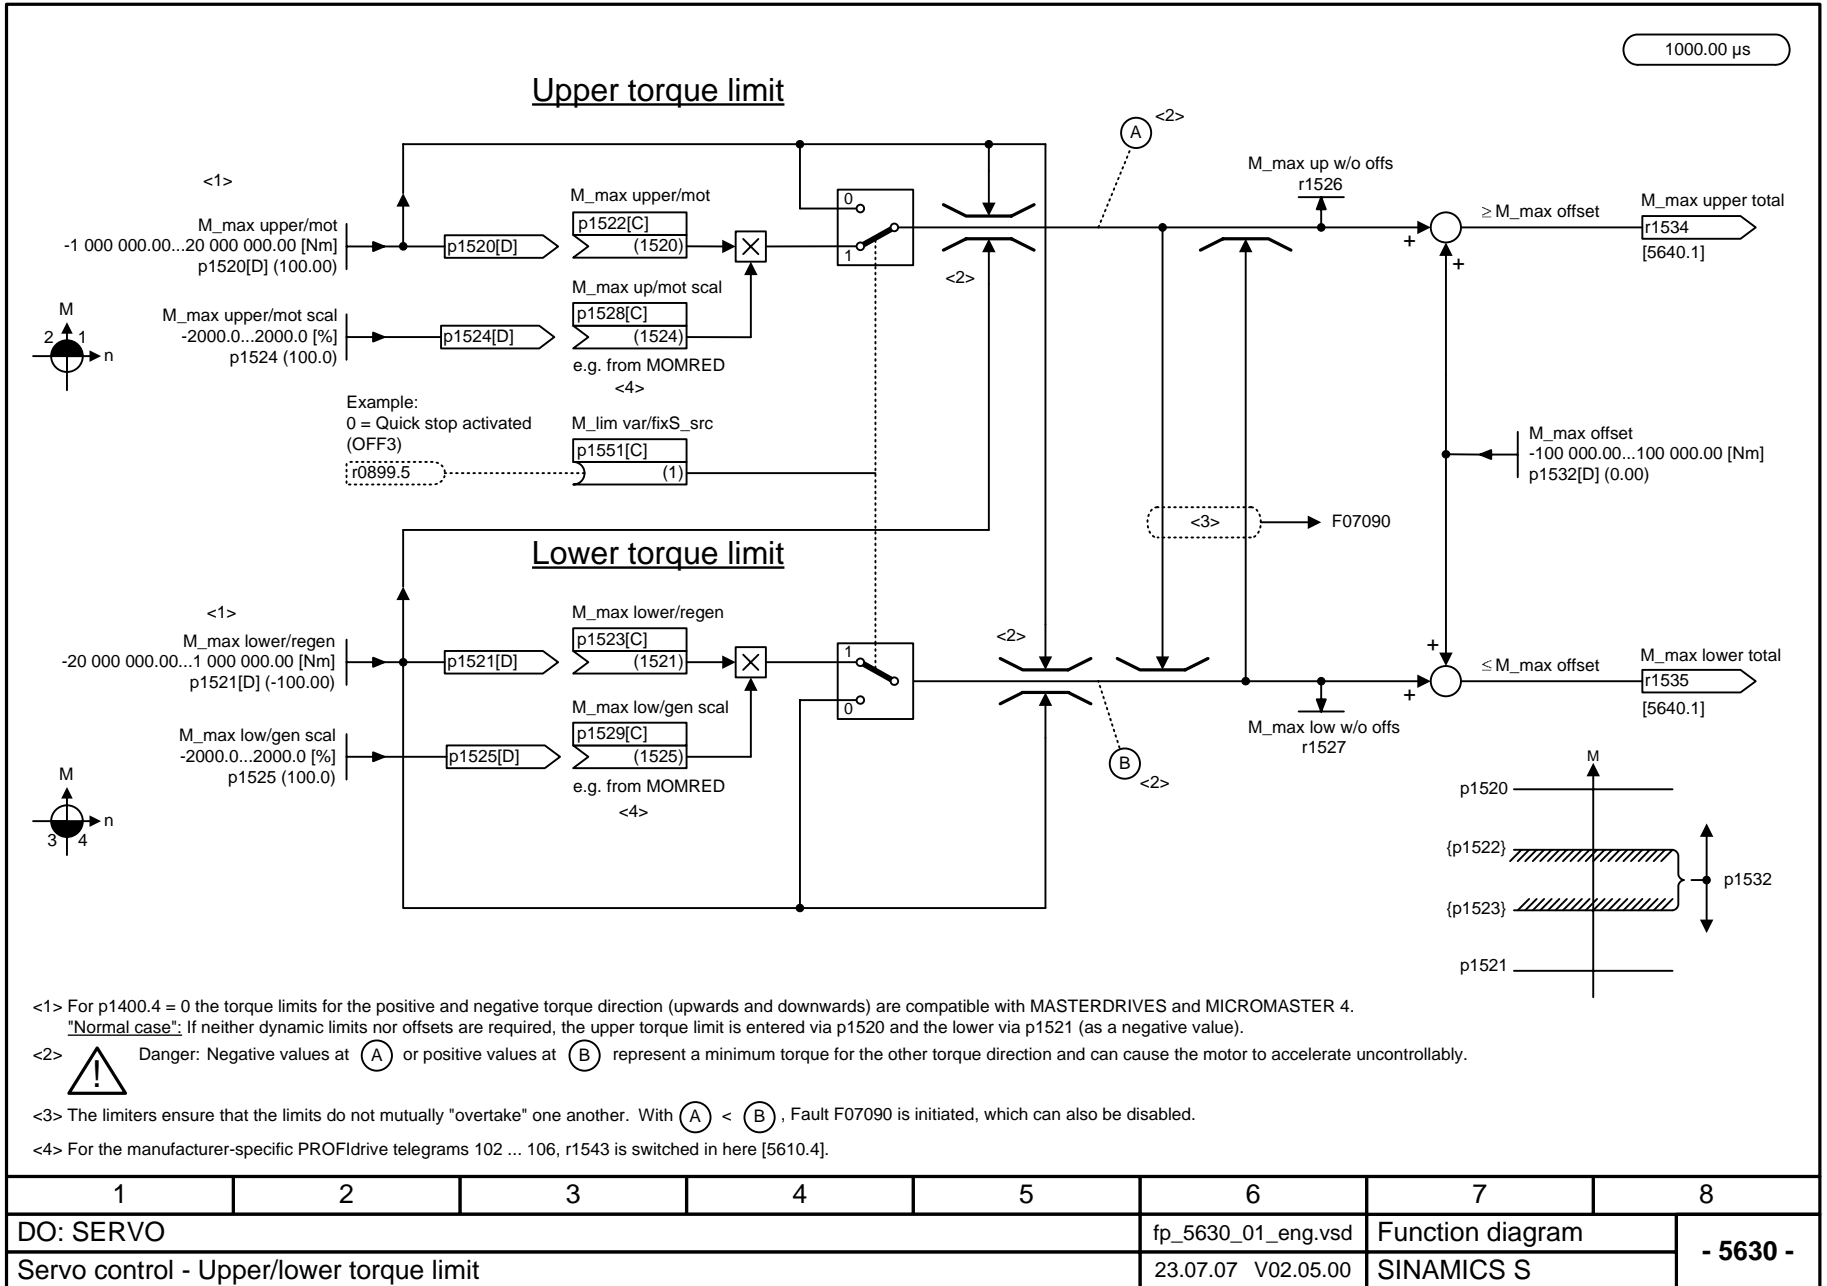 1000.00 µs
Upper torque limit
A
<2>
<1>
M_max upper/mot
-1 000 000.00...20 000 000.00 [Nm]
p1520[D] (100.00)
p1520[D]
M_max upper/mot
p1522[C]
(1520)
0
1
<2>
M_max up w/o offs
r1526
+
+
≥ M_max offset
M_max upper total
r1534
[5640.1]
M
2 1
n
M_max upper/mot scal
-2000.0...2000.0 [%]
p1524 (100.0)
p1524[D]
M_max up/mot scal
p1528[C]
(1524)
e.g. from MOMRED
<4>
Example:
0 = Quick stop activated
(OFF3)
r0899.5
M_lim var/fixS_src
p1551[C]
(1)
M_max offset
-100 000.00...100 000.00 [Nm]
p1532[D] (0.00)
<3>
F07090
Lower torque limit
<1>
M_max lower/regen
-20 000 000.00...1 000 000.00 [Nm]
p1521[D] (-100.00)
p1521[D]
M_max lower/regen
p1523[C]
(1521)
1
0
<2>
+
+
≤ M_max offset
M_max lower total
r1535
[5640.1]
M_max low w/o offs
r1527
B
<2>
M_max low/gen scal
-2000.0...2000.0 [%]
p1525 (100.0)
p1525[D]
M_max low/gen scal
p1529[C]
(1525)
e.g. from MOMRED
<4>
M
n
3 4
M
p1520
{p1522}
p1532
{p1523}
p1521
<1> For p1400.4 = 0 the torque limits for the positive and negative torque direction (upwards and downwards) are compatible with MASTERDRIVES and MICROMASTER 4.
"Normal case": If neither dynamic limits nor offsets are required, the upper torque limit is entered via p1520 and the lower via p1521 (as a negative value).
<2> ! Danger: Negative values at A or positive values at B represent a minimum torque for the other torque direction and can cause the motor to accelerate uncontrollably.
<3> The limiters ensure that the limits do not mutually "overtake" one another. With A < B , Fault F07090 is initiated, which can also be disabled.
<4> For the manufacturer-specific PROFIdrive telegrams 102 ... 106, r1543 is switched in here [5610.4].
1 2 3 4 5 6 7 8
DO: SERVO
fp_5630_01_eng.vsd
Function diagram
- 5630 -
Servo control - Upper/lower torque limit
23.07.07 V02.05.00
SINAMICS S